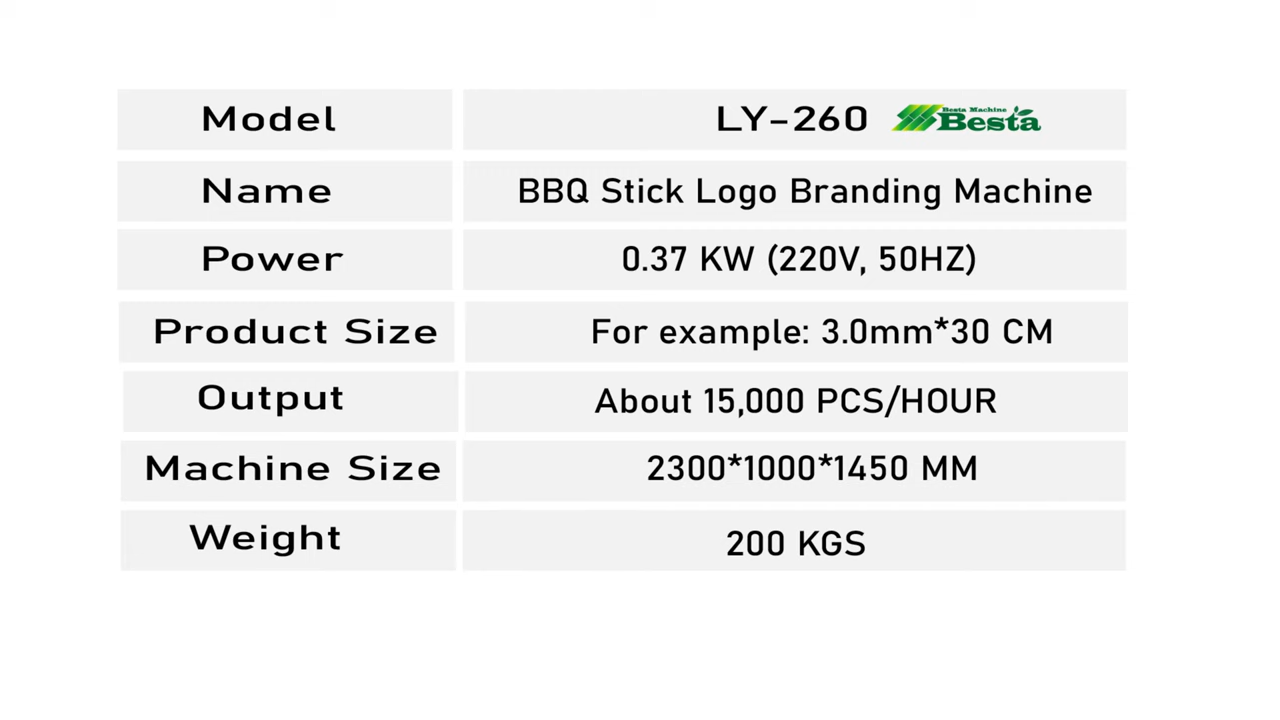 Model LY-260 Besta Machine Besta
Name BBQ Stick Logo Branding Machine
Power 0.37 KW (220V, 50HZ)
Product Size For example: 3.0mm*30 CM
Output About 15,000 PCS/HOUR
Machine Size 2300*1000*1450 MM
Weight 200 KGS